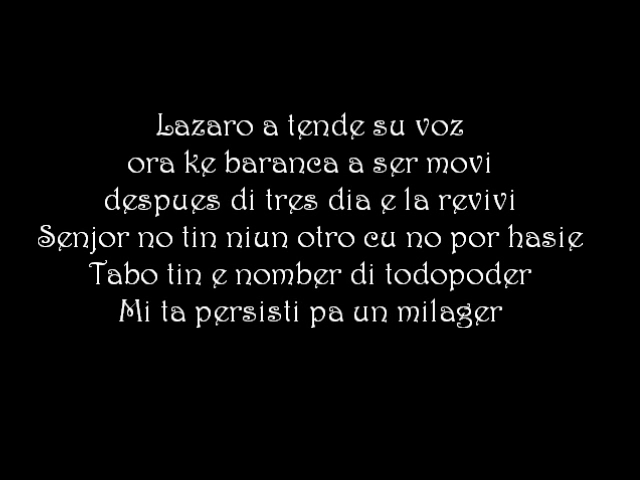 Lazaro a tende su voz
ora ke baranca a ser movi
despues di tres dia e la revivi
Senjor no tin niun otro cu no por hasie
Tabo tin e nomber di todopoder
Mi ta persisti pa un milager